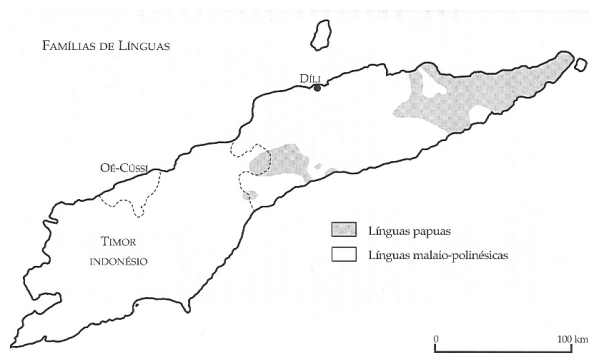 FAMÍLIAS DE LÍNGUAS
DÍLI
OÉ-CÚSSI
TIMOR
INDONÉSIO
Línguas papuas
Línguas malaio-polinésicas
0
100 km